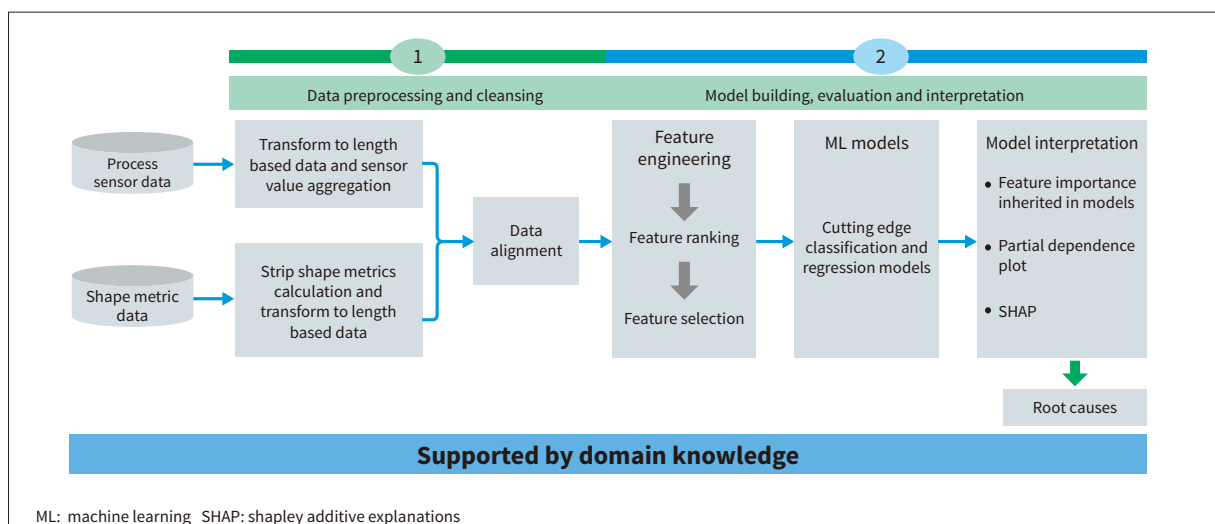 1
2
Data preprocessing and cleansing
Model building, evaluation and interpretation
Process
sensor data
Transform to length
based data and sensor
value aggregation
Shape metric
data
Strip shape metrics
calculation and
transform to length
based data
Data
alignment
Feature
engineering
Feature ranking
Feature selection
ML models
Cutting edge
classification and
regression models
Model interpretation
• Feature importance
inherited in models
• Partial dependence
plot
• SHAP
Root causes
Supported by domain knowledge
ML: machine learning SHAP: shapley additive explanations